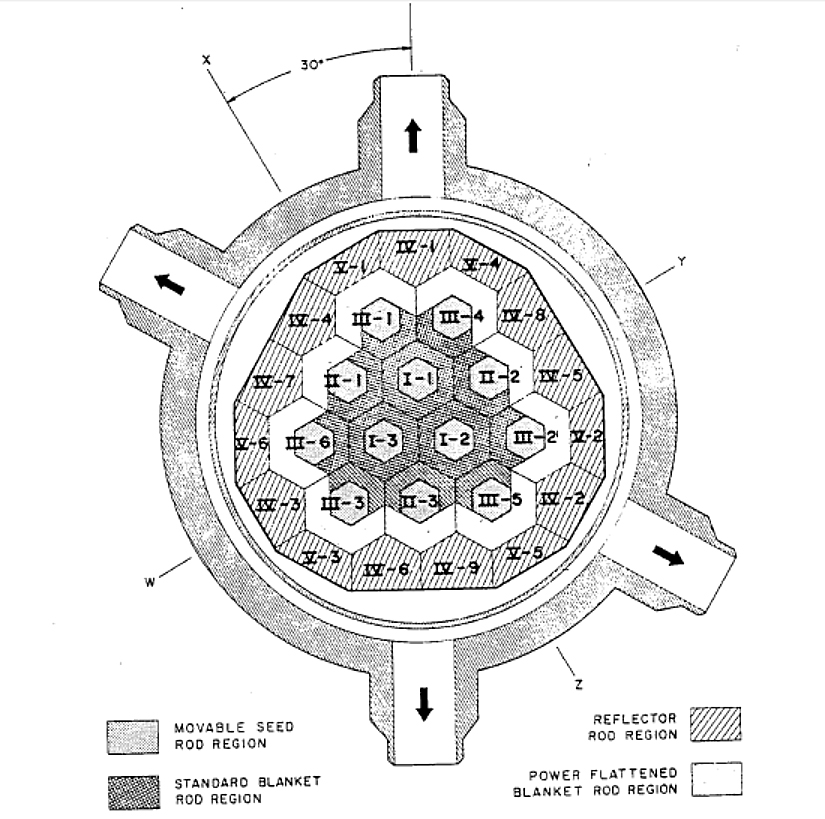 X
30°
Y
IV-1
V-1
V-4
III-1
III-4
IV-4
IV-8
II-1
I-1
II-2
IV-7
IV-5
V-6
III-6
I-3
I-2
III-2
V-2
IV-3
III-3
II-3
III-5
IV-2
V-3
IV-6
IV-9
V-5
W
Z
MOVABLE SEED
ROD REGION
STANDARD BLANKET
ROD REGION
REFLECTOR
ROD REGION
POWER FLATTENED
BLANKET ROD REGION